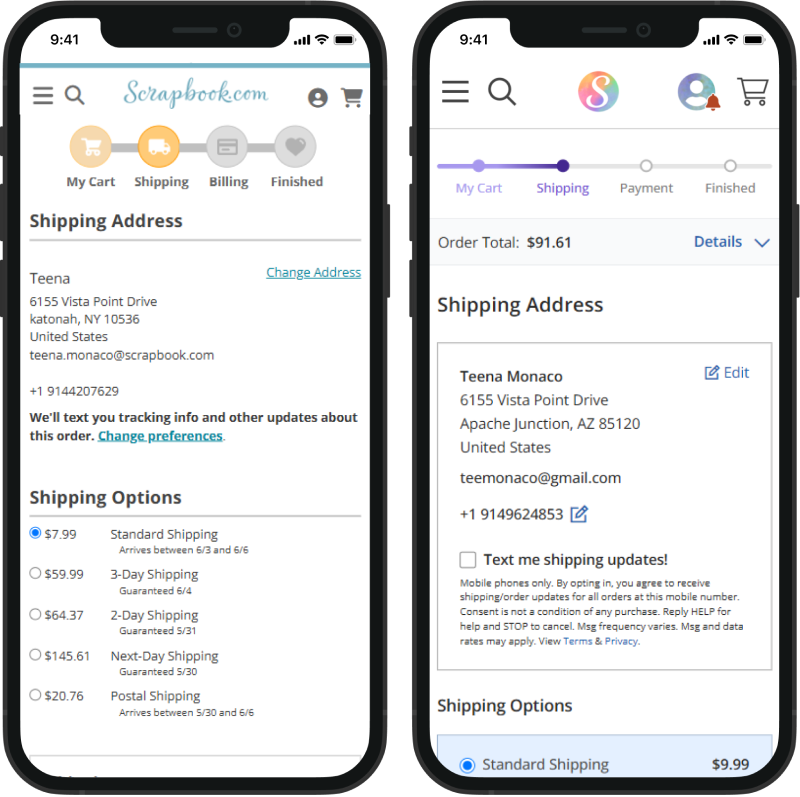 9:41
Scrapbook.com
My Cart Shipping Billing Finished
Shipping Address
Teena
Change Address
6155 Vista Point Drive
katonah, NY 10536
United States
teena.monaco@scrapbook.com
+1 9144207629
We'll text you tracking info and other updates about
this order. Change preferences.
Shipping Options
$7.99 Standard Shipping
Arrives between 6/3 and 6/6
$59.99 3-Day Shipping
Guaranteed 6/4
$64.37 2-Day Shipping
Guaranteed 5/31
$145.61 Next-Day Shipping
Guaranteed 5/30
$20.76 Postal Shipping
Arrives between 5/30 and 6/6
9:41
S
My Cart Shipping Payment Finished
Order Total: $91.61 Details
Shipping Address
Teena Monaco
Edit
6155 Vista Point Drive
Apache Junction, AZ 85120
United States
teemonaco@gmail.com
+1 9149624853
Text me shipping updates!
Mobile phones only. By opting in, you agree to receive
shipping/order updates for all orders at this mobile number.
Consent is not a condition of any purchase. Reply HELP for
help and STOP to cancel. Msg frequency varies. Msg and data
rates may apply. View Terms & Privacy.
Shipping Options
Standard Shipping $9.99